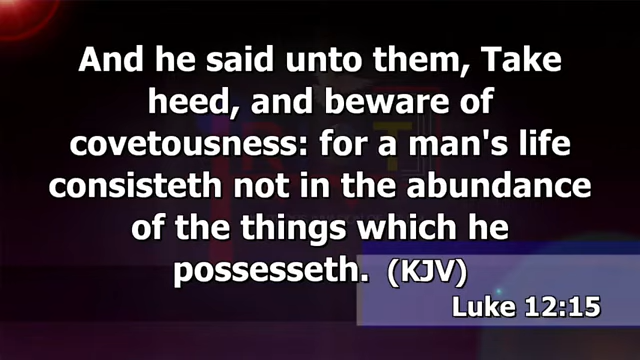 And he said unto them, Take
heed, and beware of
covetousness: for a man's life
consisteth not in the abundance
of the things which he
possesseth. (KJV)
Luke 12:15